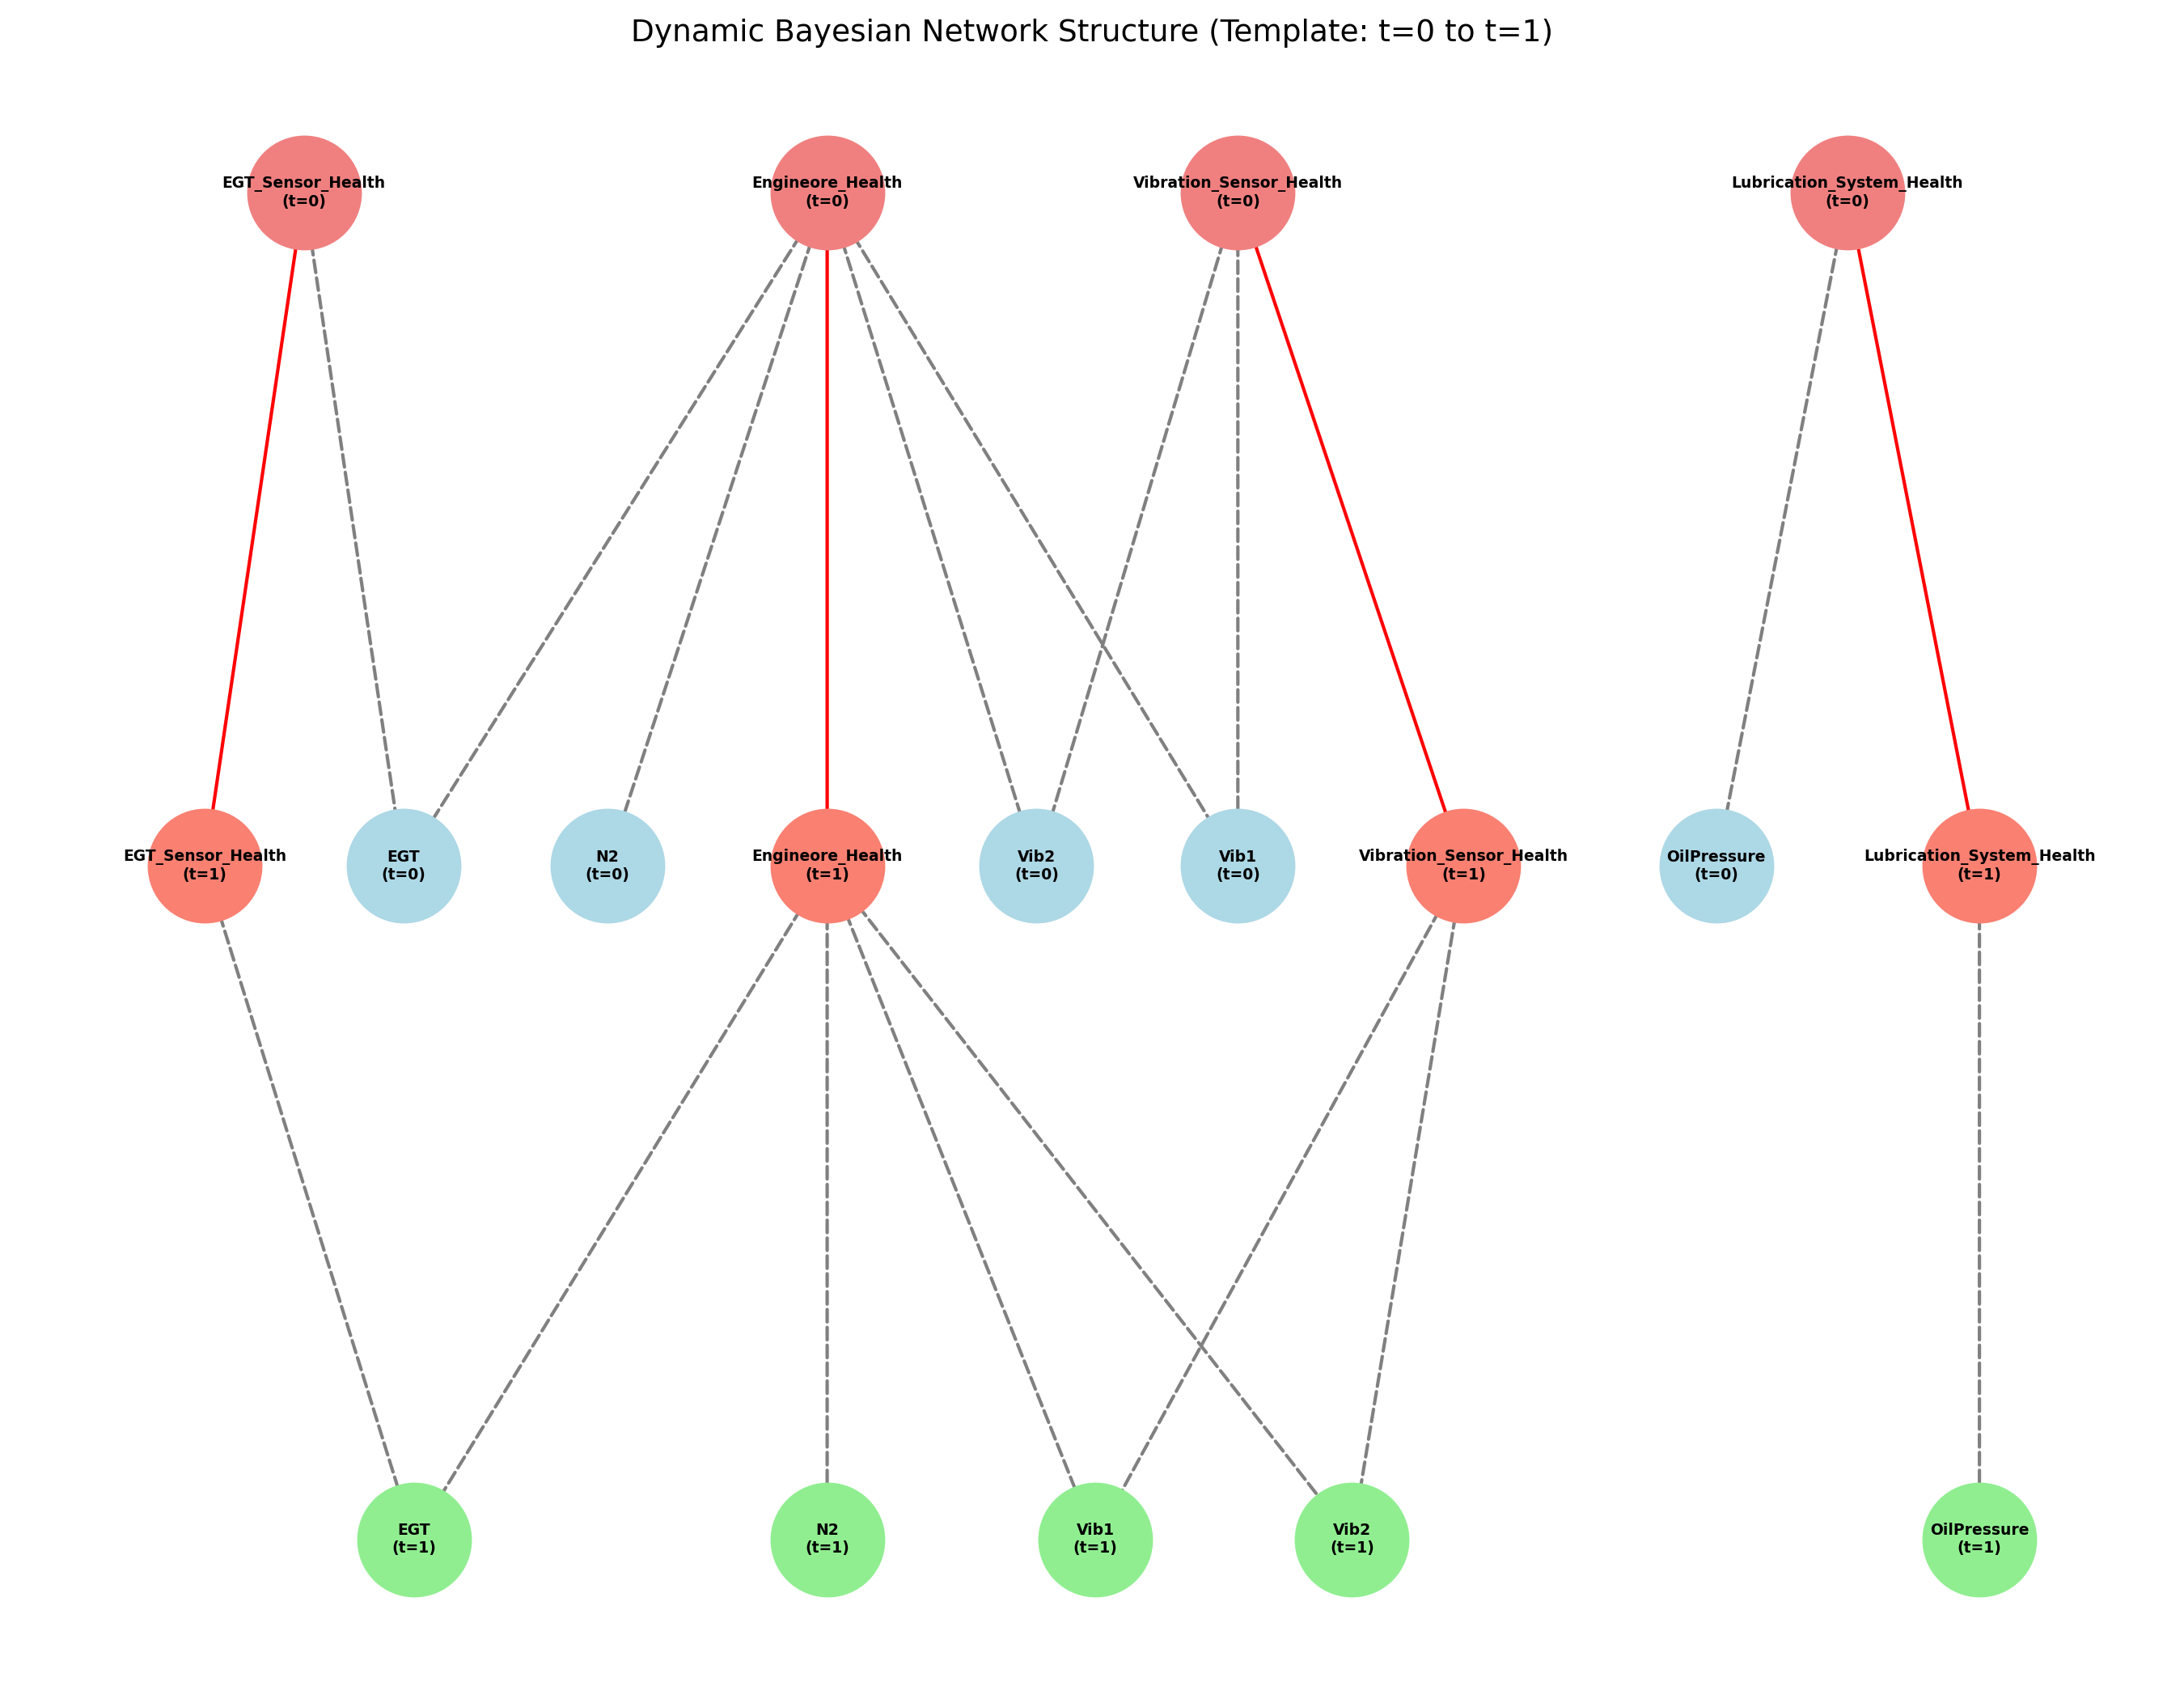 Dynamic Bayesian Network Structure (Template: t=0 to t=1)
EGT_Sensor_Health
(t=0)
Engineore_Health
(t=0)
Vibration_Sensor_Health
(t=0)
Lubrication_System_Health
(t=0)
EGT_Sensor_Health
(t=1)
EGT
(t=0)
N2
(t=0)
Engineore_Health
(t=1)
Vib2
(t=0)
Vib1
(t=0)
Vibration_Sensor_Health
(t=1)
OilPressure
(t=0)
Lubrication_System_Health
(t=1)
EGT
(t=1)
N2
(t=1)
Vib1
(t=1)
Vib2
(t=1)
OilPressure
(t=1)